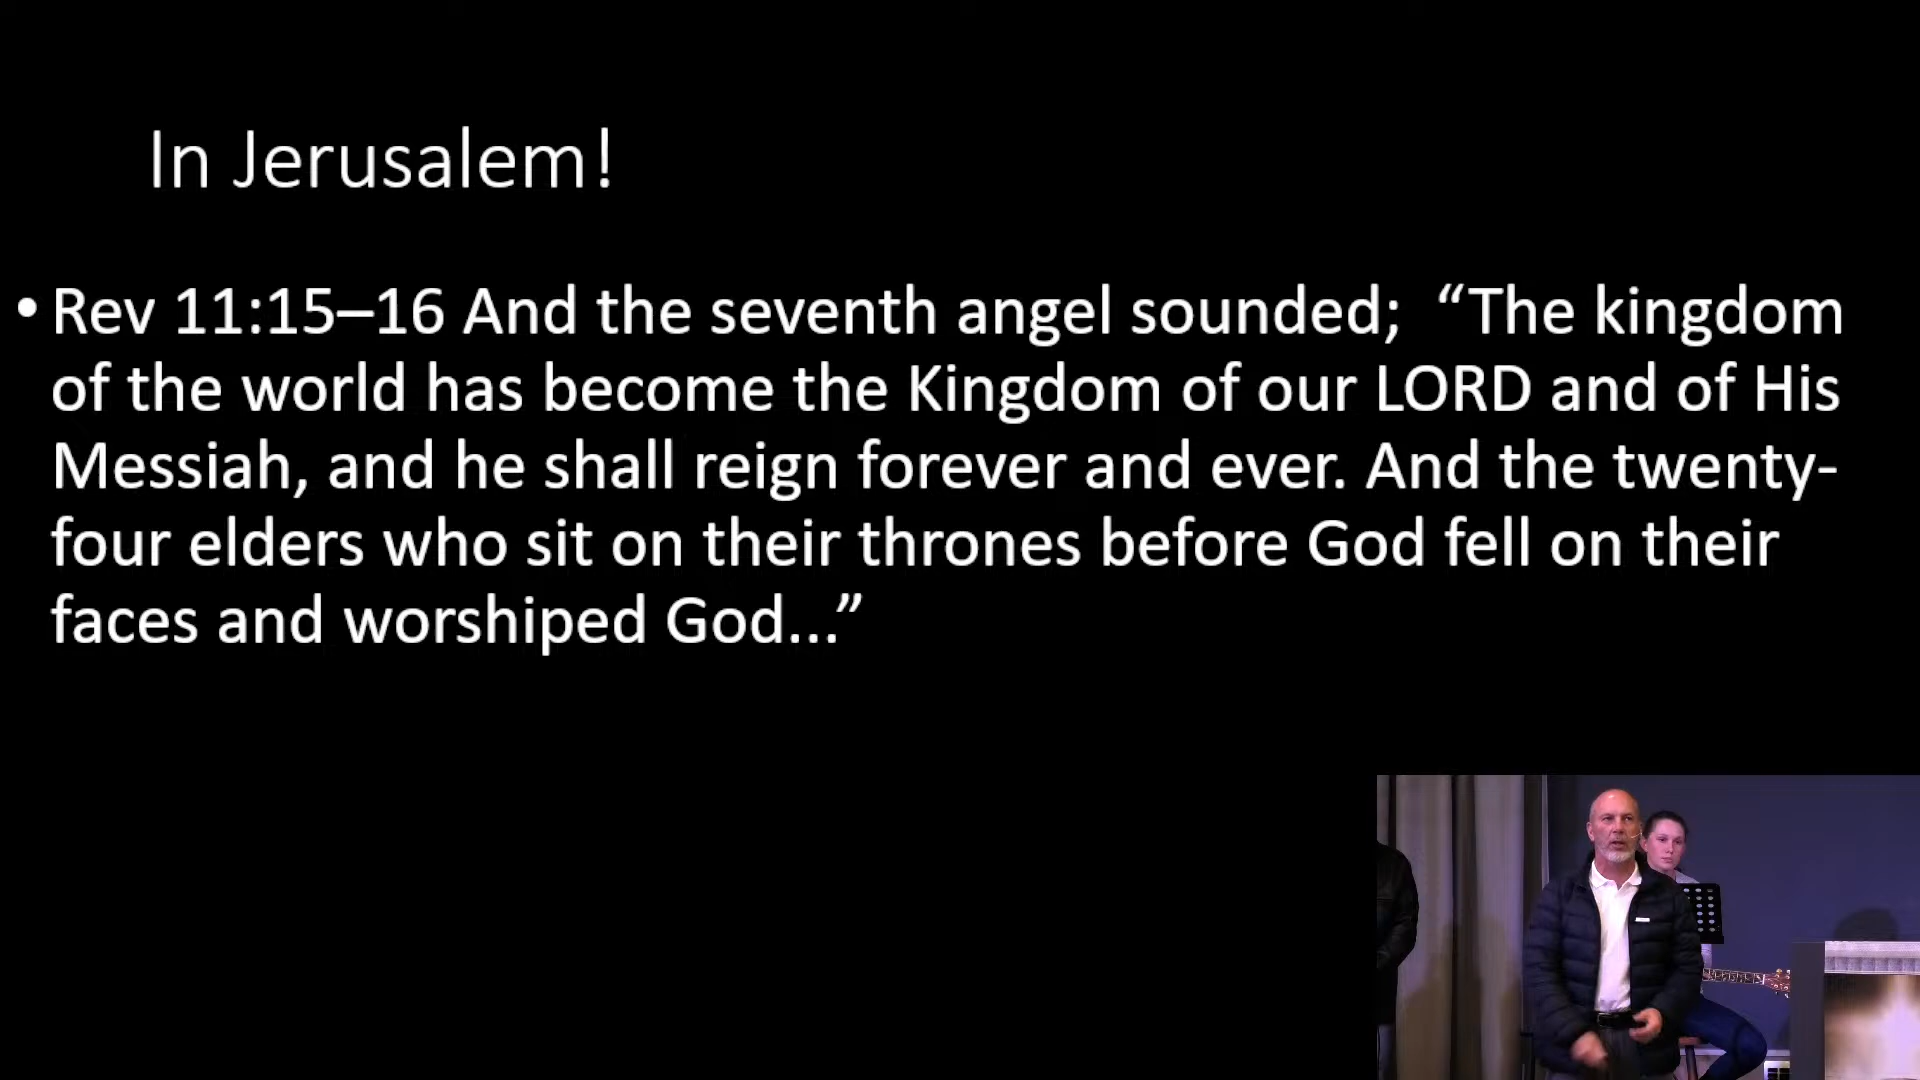 In Jerusalem!
• Rev 11:15–16 And the seventh angel sounded;  “The kingdom
of the world has become the Kingdom of our LORD and of His
Messiah, and he shall reign forever and ever. And the twenty-
four elders who sit on their thrones before God fell on their
faces and worshiped God...”